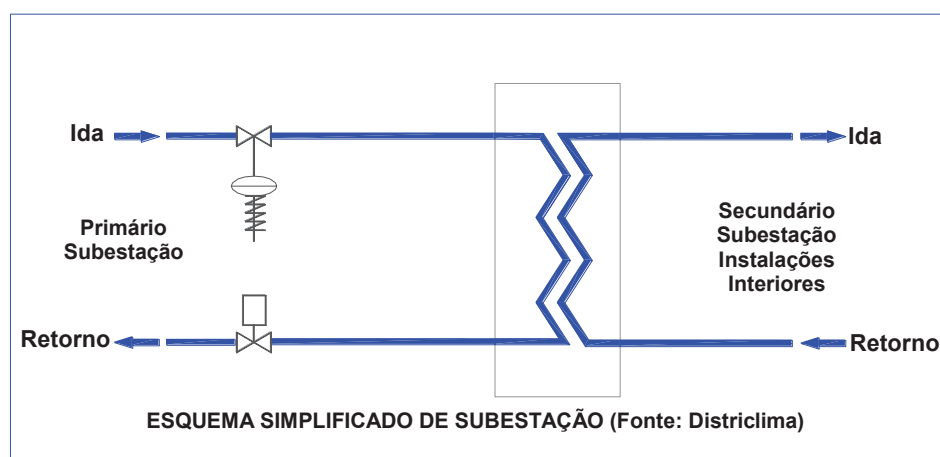 Ida
Ida
Primário
Subestação
Secundário
Subestação
Instalações
Interiores
Retorno
Retorno
ESQUEMA SIMPLIFICADO DE SUBESTAÇÃO (Fonte: Districlima)